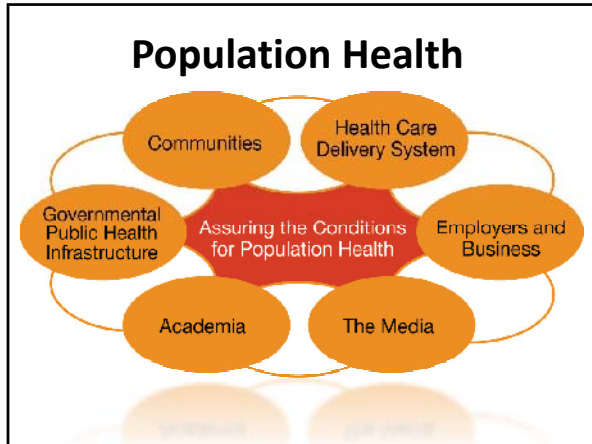 Population Health
Communities
Health Care
Delivery System
Governmental
Public Health
Infrastructure
Assuring the Conditions
for Population Health
Employers and
Business
Academia
The Media